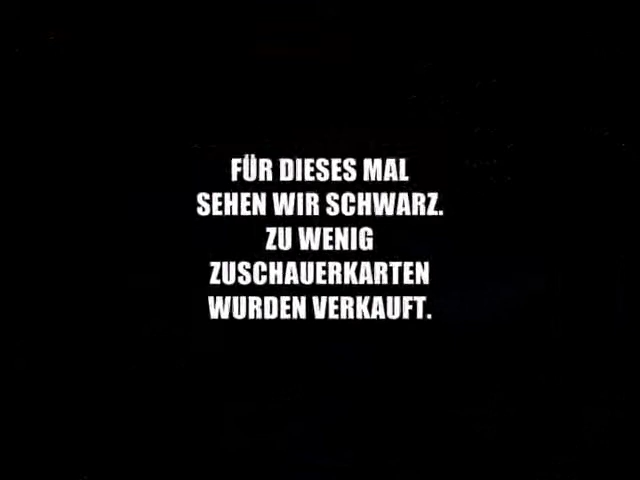 FÜR DIESES MAL
SEHEN WIR SCHWARZ.
ZU WENIG
ZUSCHAUERKARTEN
WURDEN VERKAUFT.